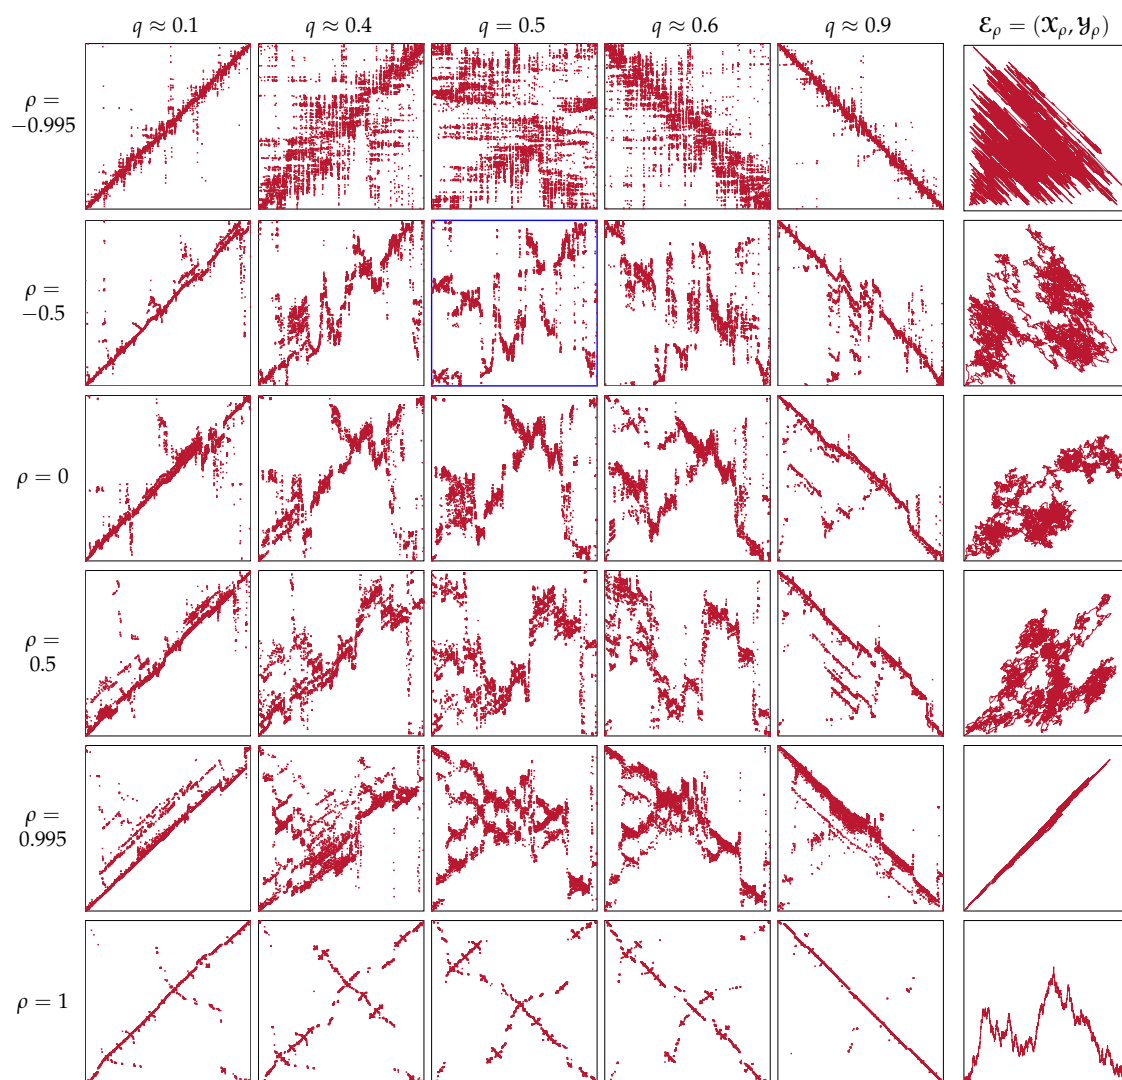 q ≈ 0.1 q ≈ 0.4 q = 0.5 q ≈ 0.6 q ≈ 0.9 𝓔ρ = (𝓧ρ, 𝓨ρ)
ρ =
−0.995
ρ =
−0.5
ρ = 0
ρ =
0.5
ρ =
0.995
ρ = 1